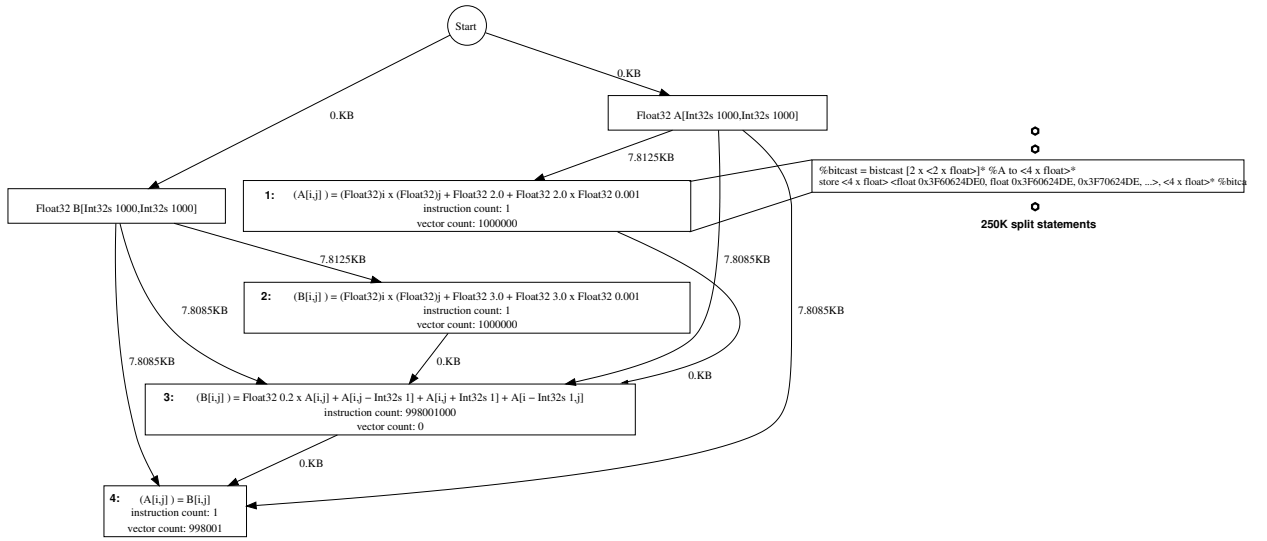 Start
0.KB
0.KB
Float32 A[Int32s 1000,Int32s 1000]
7.8125KB
%bitcast = bistcast [2 x <2 x float>]* %A to <4 x float>*
store <4 x float> <float 0x3F60624DE0, float 0x3F60624DE, 0x3F70624DE, ...>, <4 x float>* %bitca
250K split statements
1: (A[i,j] ) = (Float32)i x (Float32)j + Float32 2.0 + Float32 2.0 x Float32 0.001
instruction count: 1
vector count: 1000000
Float32 B[Int32s 1000,Int32s 1000]
7.8125KB
7.8085KB
2: (B[i,j] ) = (Float32)i x (Float32)j + Float32 3.0 + Float32 3.0 x Float32 0.001
instruction count: 1
vector count: 1000000
7.8085KB
7.8085KB
7.8085KB
0.KB
0.KB
3: (B[i,j] ) = Float32 0.2 x A[i,j] + A[i,j − Int32s 1] + A[i,j + Int32s 1] + A[i − Int32s 1,j]
instruction count: 998001000
vector count: 0
0.KB
4: (A[i,j] ) = B[i,j]
instruction count: 1
vector count: 998001